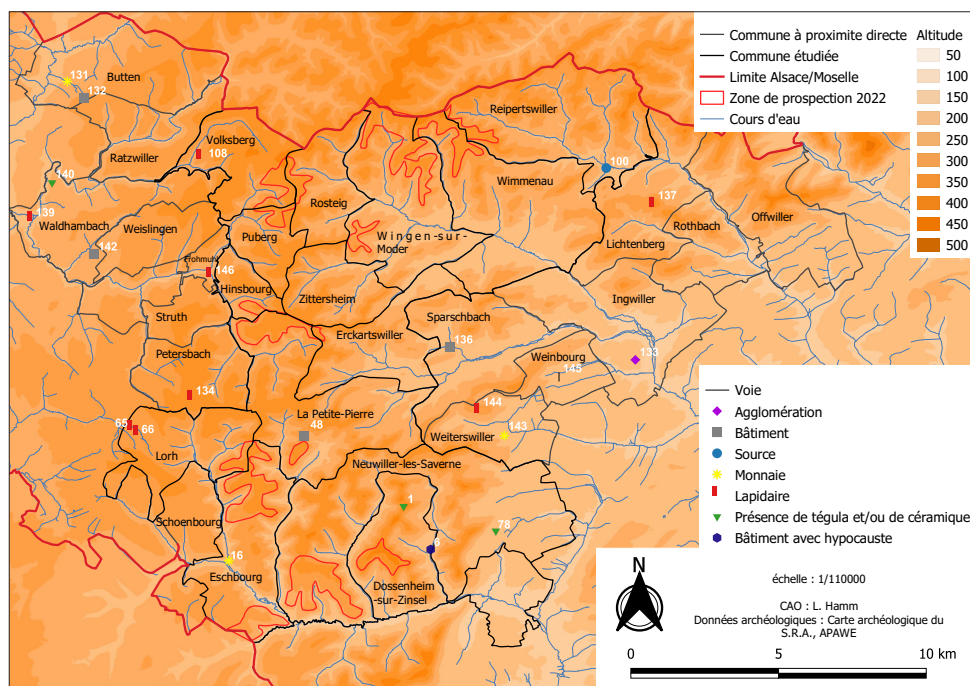 Commune à proximite directe
Commune étudiée
Limite Alsace/Moselle
Zone de prospection 2022
Cours d'eau
Altitude
50
100
150
200
250
300
350
400
450
500
131
Butten
132
Reipertswiller
Volksberg
108
Ratzwiller
100
140
Wimmenau
137
Rosteig
139
Waldhambach
Weislingen
Offwiller
Rothbach
Puberg
Wingen-sur-
Moder
Lichtenberg
142
Frohmuhl
146
Hinsbourg
Zittersheim
Ingwiller
Struth
Sparschbach
Erckartswiller
136
133
Petersbach
Weinbourg
145
134
144
La Petite-Pierre
48
143
65
66
Weiterswiller
Lorh
Neuwiller-les-Saverne
1
78
Schoenbourg
6
16
Eschbourg
Dossenheim
-sur-Zinsel
Voie
Agglomération
Bâtiment
Source
Monnaie
Lapidaire
Présence de tégula et/ou de céramique
Bâtiment avec hypocauste
N
échelle : 1/110000
CAO : L. Hamm
Données archéologiques : Carte archéologique du
S.R.A., APAWE
0
5
10 km